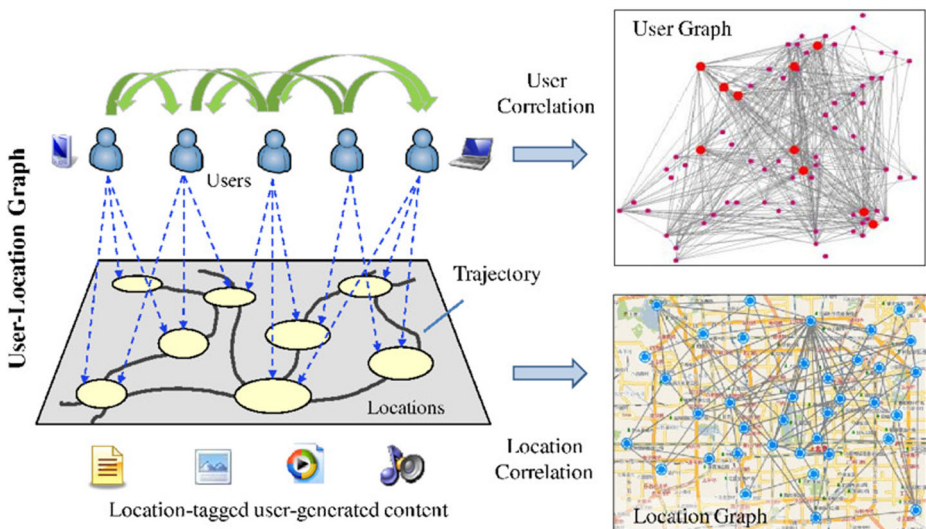 User-Location Graph
Users
Trajectory
Locations
Location-tagged user-generated content
User
Correlation
Location
Correlation
User Graph
Location Graph